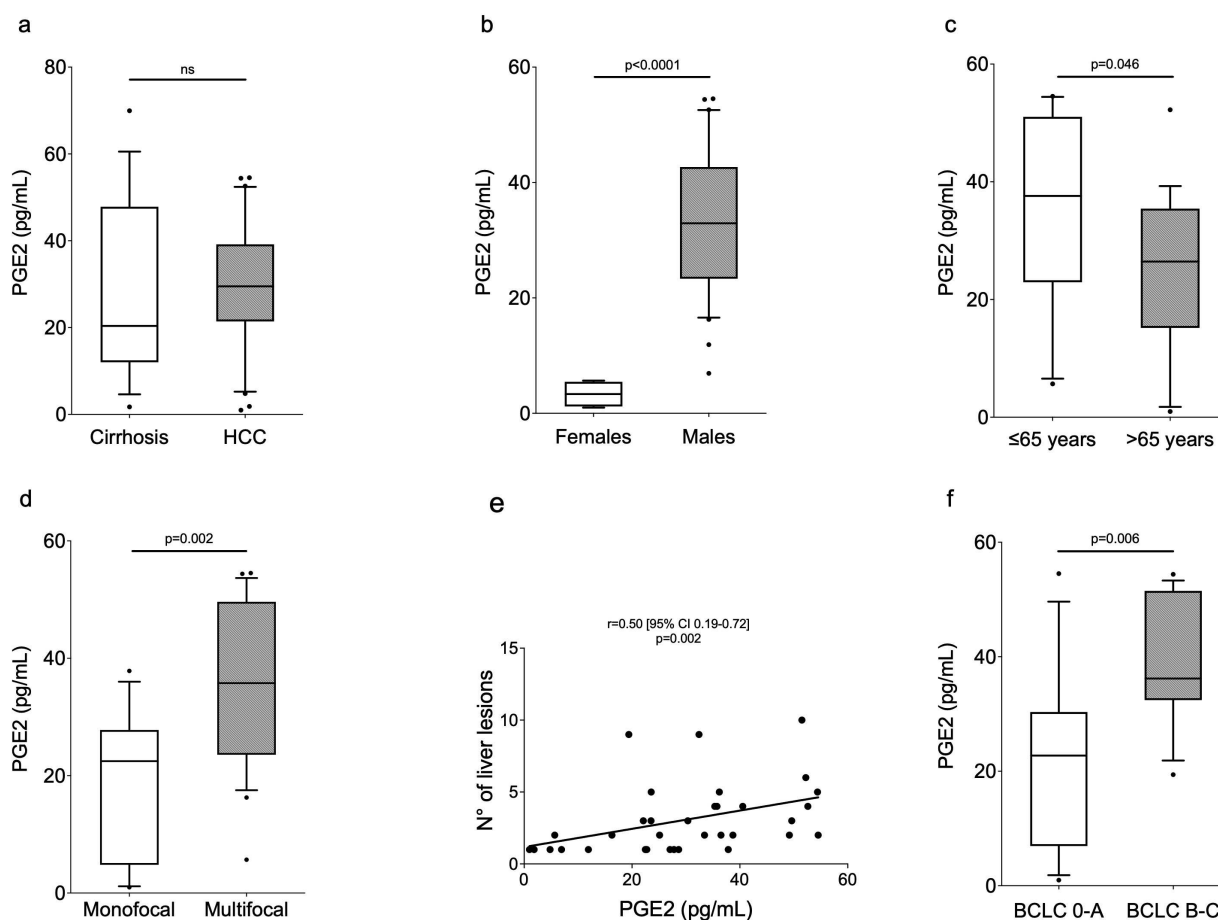 a
ns
80
60
40
20
0
PGE2 (pg/mL)
Cirrhosis HCC
b
p<0.0001
60
40
20
0
PGE2 (pg/mL)
Females Males
c
p=0.046
60
40
20
0
PGE2 (pg/mL)
≤65 years >65 years
d
p=0.002
60
40
20
0
PGE2 (pg/mL)
Monofocal Multifocal
e
r=0.50 [95% CI 0.19-0.72]
p=0.002
15
10
5
0
N° of liver lesions
20 40 60
PGE2 (pg/mL)
f
p=0.006
60
40
20
0
PGE2 (pg/mL)
BCLC 0-A BCLC B-C